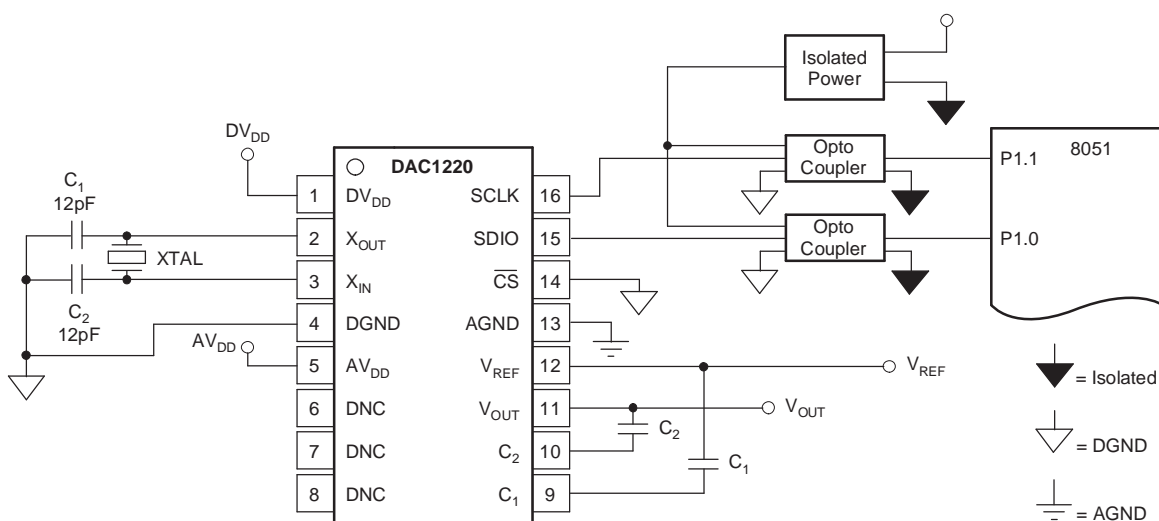 Isolated
Power
DV_DD
DAC1220
Opto
Coupler
8051
P1.1
C_1
12pF
1
DV_DD
SCLK
16
2
X_OUT
SDIO
15
Opto
Coupler
P1.0
XTAL
3
X_IN
C̅S̅
14
C_2
12pF
4
DGND
AGND
13
AV_DD
5
AV_DD
V_REF
12
V_REF
= Isolated
6
DNC
V_OUT
11
V_OUT
C_2
7
DNC
C_2
10
= DGND
C_1
8
DNC
C_1
9
= AGND